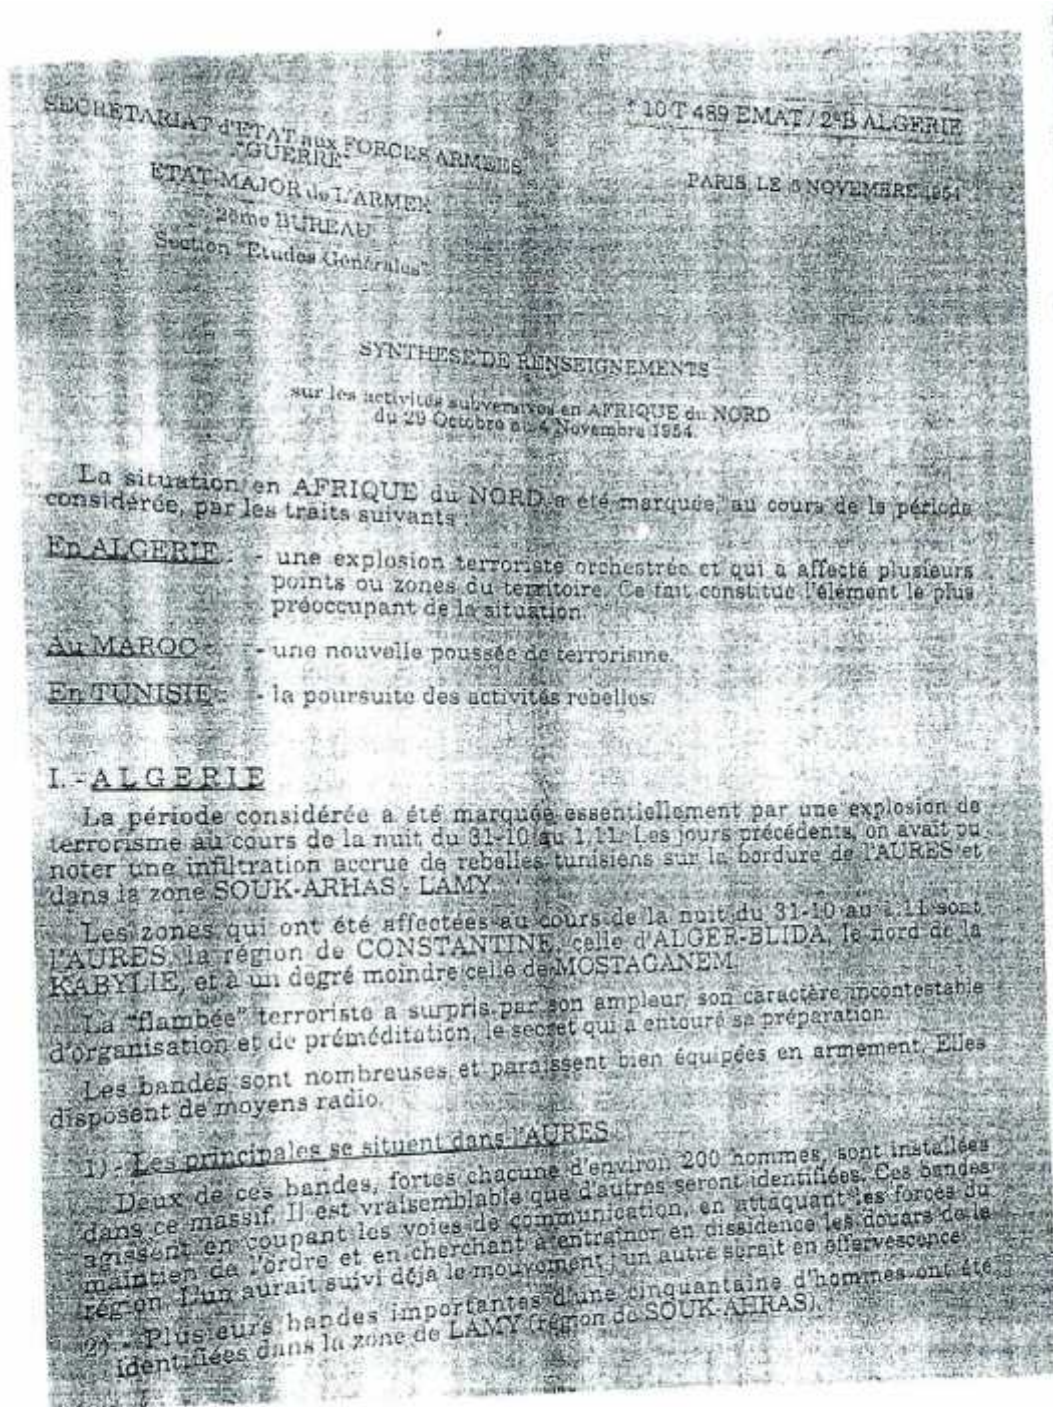 SECRETARIAT d'ETAT aux FORCES ARMEES
"GUERRE"
ETAT-MAJOR de L'ARMEE
2ème BUREAU
Section "Etudes Générales"
10 T 489 EMAT / 2°B ALGERIE
PARIS, LE 5 NOVEMBRE 1954
SYNTHESE DE RENSEIGNEMENTS
sur les activités subversives en AFRIQUE du NORD
du 29 Octobre au 4 Novembre 1954
La situation en AFRIQUE du NORD a été marquée, au cours de la période
considérée, par les traits suivants :
En ALGERIE : - une explosion terroriste orchestrée et qui a affecté plusieurs
points ou zones du territoire. Ce fait constitue l'élément le plus
préoccupant de la situation.
Au MAROC : - une nouvelle poussée de terrorisme.
En TUNISIE : - la poursuite des activités rebelles.
I. - ALGERIE
La période considérée a été marquée essentiellement par une explosion de
terrorisme au cours de la nuit du 31-10 au 1.11. Les jours précédents, on avait pu
noter une infiltration accrue de rebelles tunisiens sur la bordure de l'AURES et
dans la zone SOUK-ARHAS - LAMY
Les zones qui ont été affectées au cours de la nuit du 31-10 au 1.11 sont
l'AURES, la région de CONSTANTINE, celle d'ALGER-BLIDA, le nord de la
KABYLIE, et à un degré moindre celle de MOSTAGANEM.
La "flambée" terroriste a surpris par son ampleur, son caractère incontestable
d'organisation et de préméditation, le secret qui a entouré sa préparation.
Les bandes sont nombreuses et paraissent bien équipées en armement. Elles
disposent de moyens radio.
1) - Les principales se situent dans l'AURES
Deux de ces bandes, fortes chacune d'environ 200 hommes, sont installées
dans ce massif. Il est vraisemblable que d'autres seront identifiées. Ces bandes
agissent en coupant les voies de communication, en attaquant les forces du
maintien de l'ordre et en cherchant à entraîner en dissidence les douars de la
région. L'un aurait suivi déja le mouvement, un autre serait en effervescence.
2) - Plusieurs bandes importantes d'une cinquantaine d'hommes ont été
identifiées dans la zone de LAMY (région de SOUK-AHRAS).